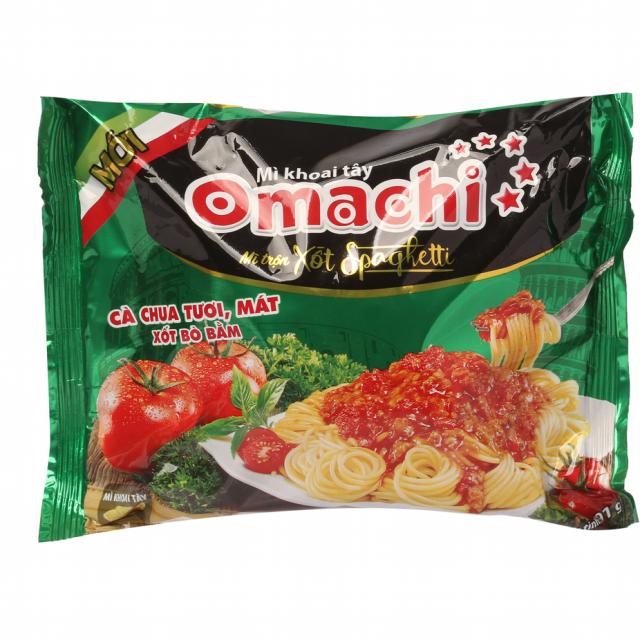 MỚI
Mì khoai tây
Omachi
Mì trộn Xốt Spaghetti
CÀ CHUA TƯƠI, MÁT
XỐT BÒ BẰM
MÌ KHOAI TÂY
91 g